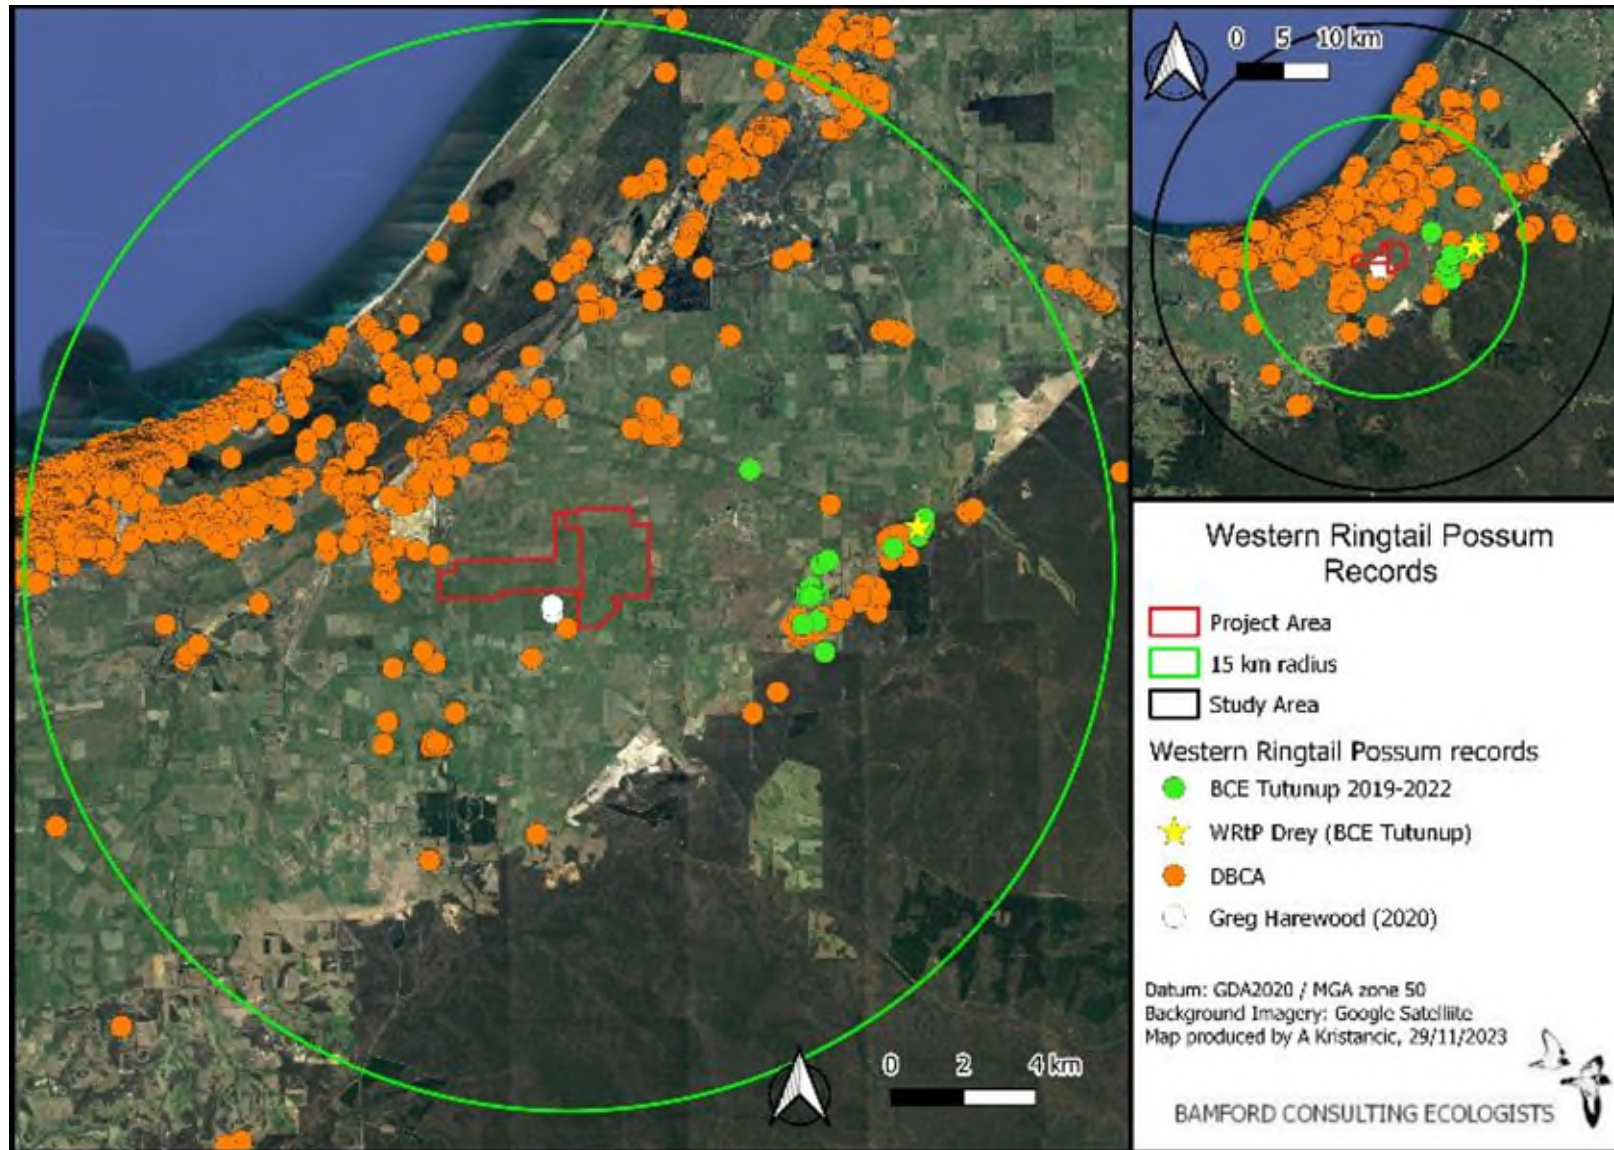 0 5 10 km
Western Ringtail Possum
Records
Project Area
15 km radius
Study Area
Western Ringtail Possum records
BCE Tutunup 2019-2022
WRtP Drey (BCE Tutunup)
DBCA
Greg Harewood (2020)
Datum: GDA2020 / MGA zone 50
Background Imagery: Google Satelliite
Map produced by A Kristancic, 29/11/2023
BAMFORD CONSULTING ECOLOGISTS
0 2 4 km